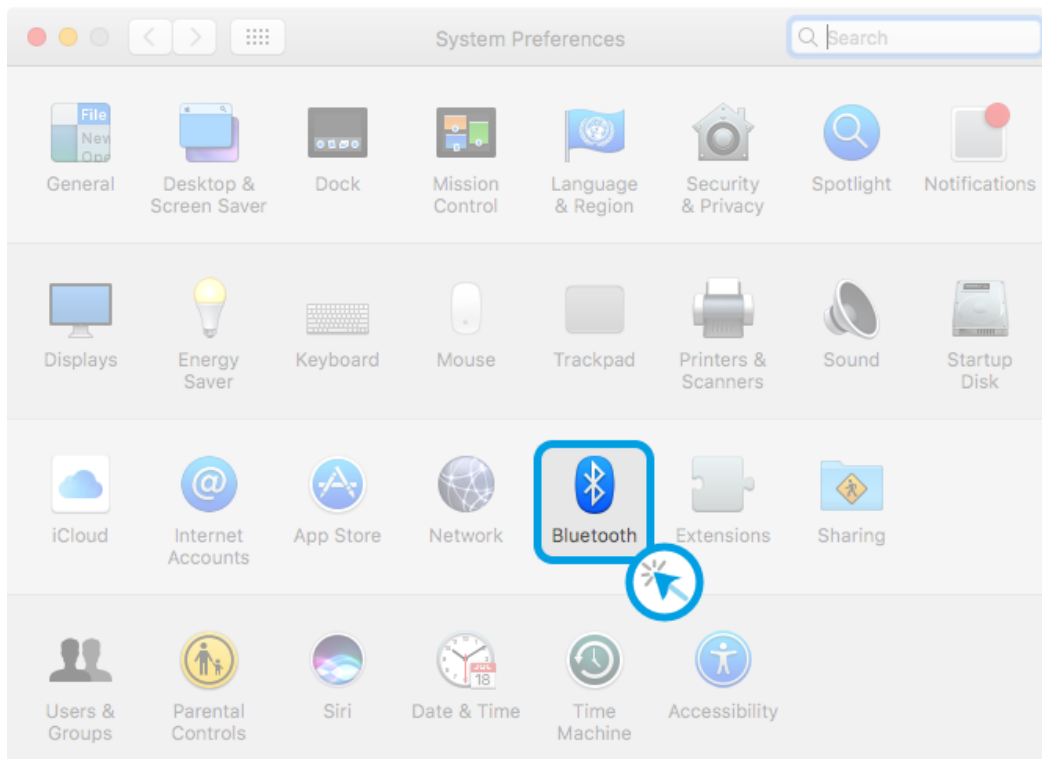 System Preferences
Search
File
New
Ope
General
Desktop &
Screen Saver
Dock
Mission
Control
Language
& Region
Security
& Privacy
Spotlight
Notifications
Displays
Energy
Saver
Keyboard
Mouse
Trackpad
Printers &
Scanners
Sound
Startup
Disk
iCloud
@
Internet
Accounts
App Store
Network
Bluetooth
Extensions
Sharing
Users &
Groups
Parental
Controls
Siri
JUL
18
Date & Time
Time
Machine
Accessibility